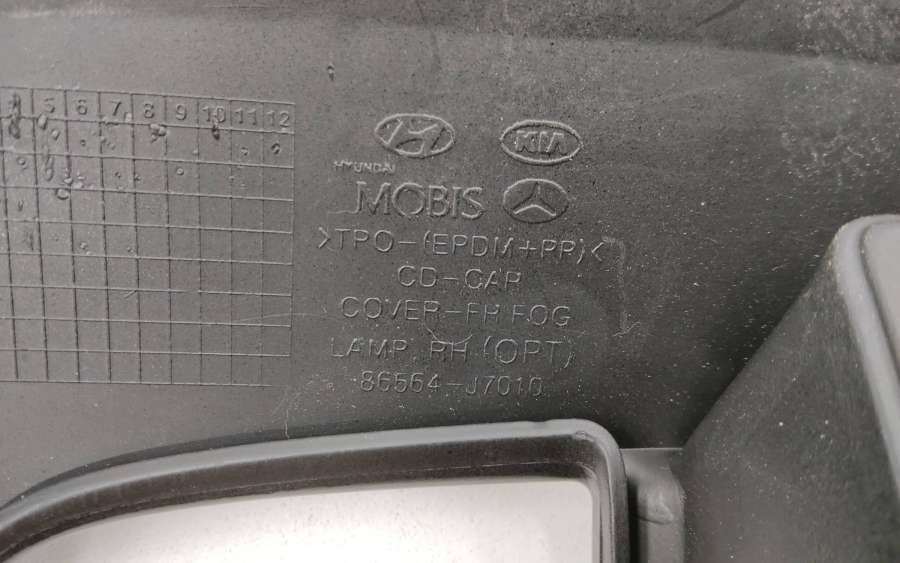 4 5 6 7 8 9 10 11 12
KIA
HYUNDAI
MOBIS
>TPO-(EPDM+PP)<
CD-CAR
COVER-FR FOG
LAMP, RH (OPT)
86564-J7010